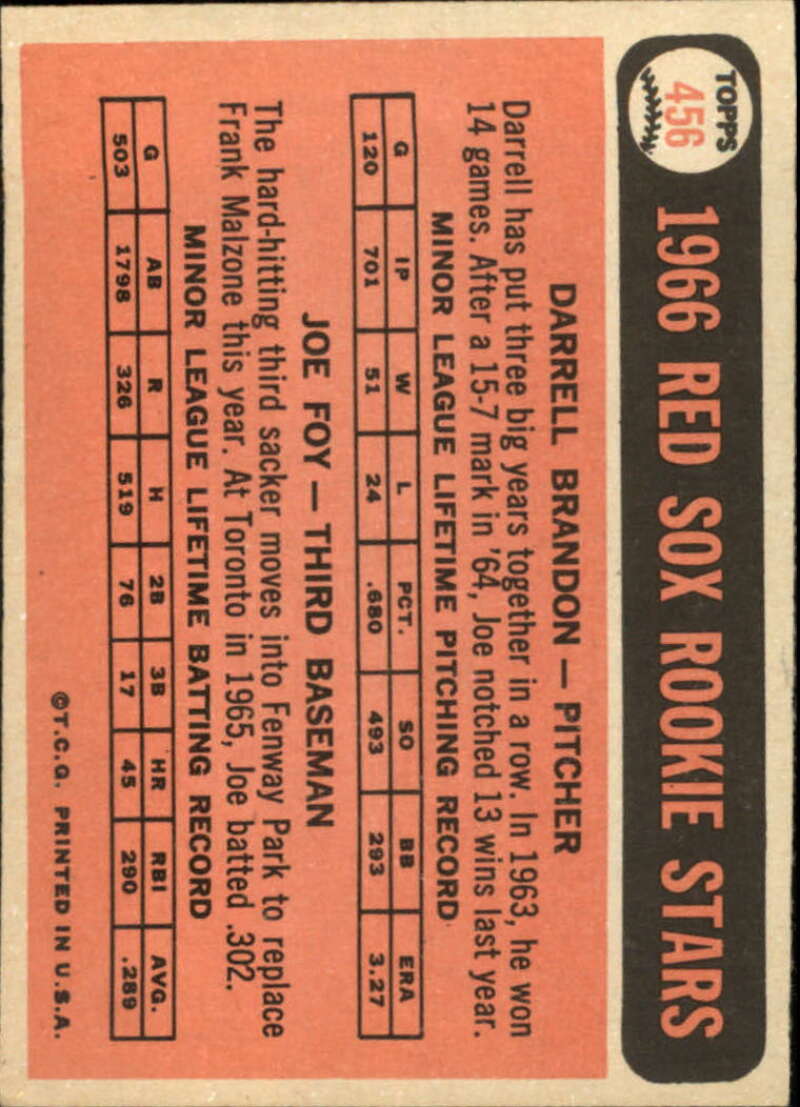 TOPPS
456
1966 RED SOX ROOKIE STARS
DARRELL BRANDON — PITCHER
Darrell has put three big years together in a row. In 1963, he won
14 games. After a 15-7 mark in '64, Joe notched 13 wins last year.
MINOR LEAGUE LIFETIME PITCHING RECORD
G IP W L PCT. SO BB ERA
120 701 51 24 .680 493 293 3.27
JOE FOY — THIRD BASEMAN
The hard-hitting third sacker moves into Fenway Park to replace
Frank Malzone this year. At Toronto in 1965, Joe batted .302.
MINOR LEAGUE LIFETIME BATTING RECORD
G AB R H 2B 3B HR RBI AVG.
503 1798 326 519 76 17 45 290 .289
©T.C.G. PRINTED IN U.S.A.